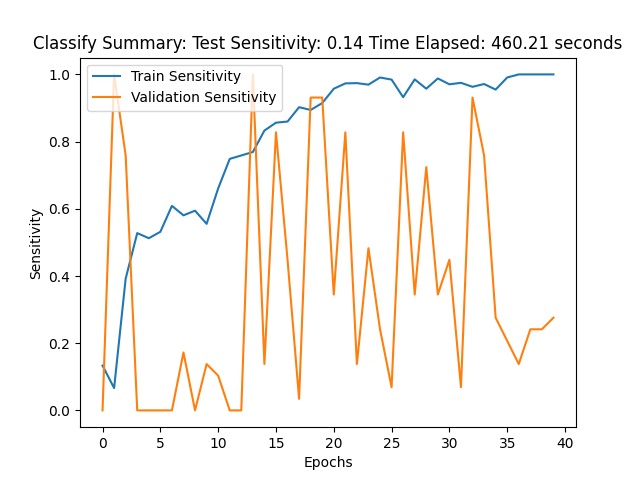 Classify Summary: Test Sensitivity: 0.14 Time Elapsed: 460.21 seconds
Train Sensitivity
Validation Sensitivity
1.0
0.8
0.6
0.4
0.2
0.0
Sensitivity
0 5 10 15 20 25 30 35 40
Epochs